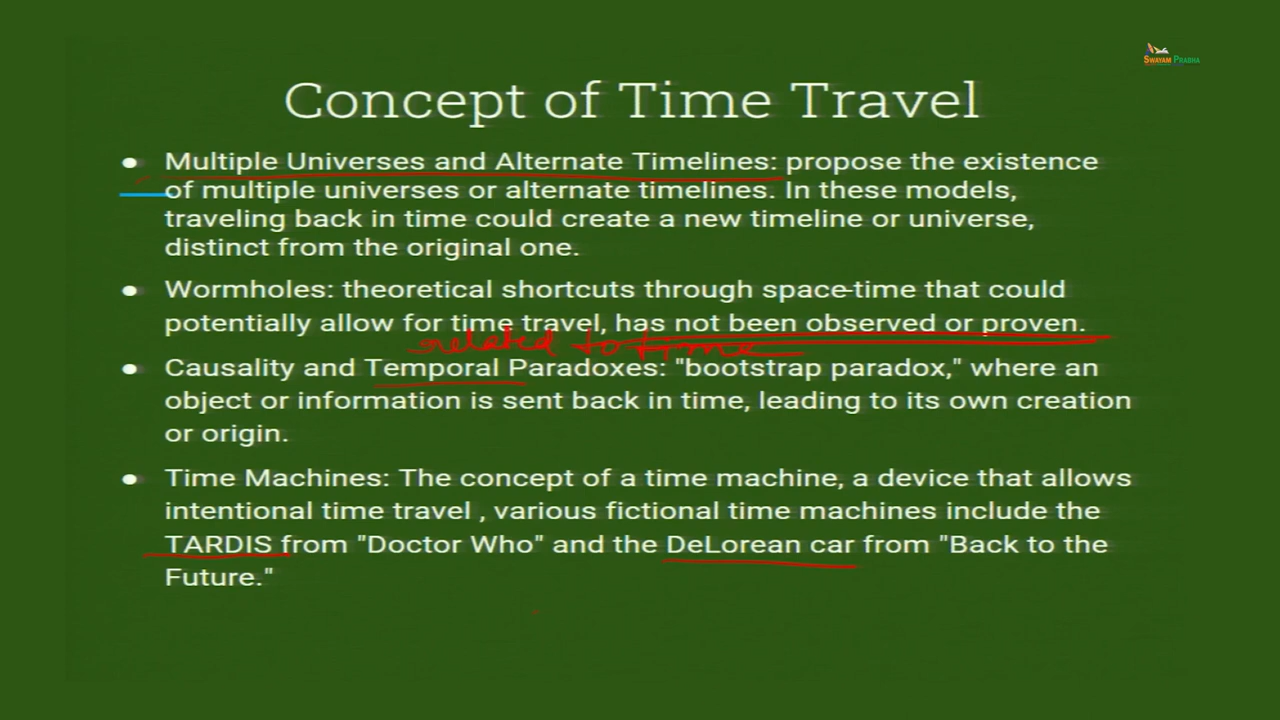 SWAYAM PRABHA
Concept of Time Travel
● Multiple Universes and Alternate Timelines: propose the existence
of multiple universes or alternate timelines. In these models,
traveling back in time could create a new timeline or universe,
distinct from the original one.
● Wormholes: theoretical shortcuts through space-time that could
potentially allow for time travel, has not been observed or proven.
related to time
● Causality and Temporal Paradoxes: "bootstrap paradox," where an
object or information is sent back in time, leading to its own creation
or origin.
● Time Machines: The concept of a time machine, a device that allows
intentional time travel , various fictional time machines include the
TARDIS from "Doctor Who" and the DeLorean car from "Back to the
Future."